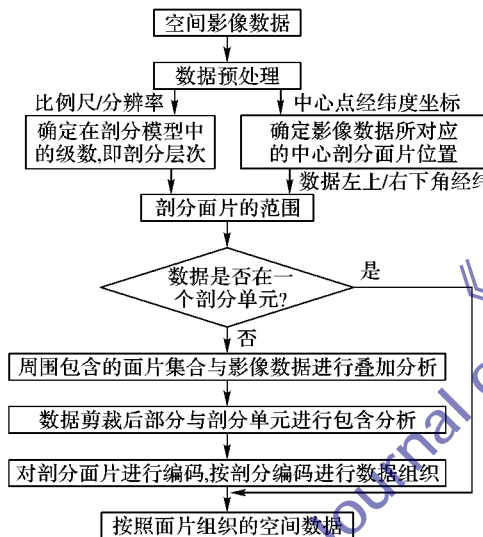 空间影像数据
数据预处理
比例尺/分辨率
中心点经纬度坐标
确定在剖分模型中
的级数,即剖分层次
确定影像数据所对应
的中心剖分面片位置
数据左上/右下角经纬
剖分面片的范围
数据是否在一
个剖分单元?
是
否
周围包含的面片集合与影像数据进行叠加分析
数据剪裁后部分与剖分单元进行包含分析
对剖分面片进行编码,按剖分编码进行数据组织
按照面片组织的空间数据
《
journal.c